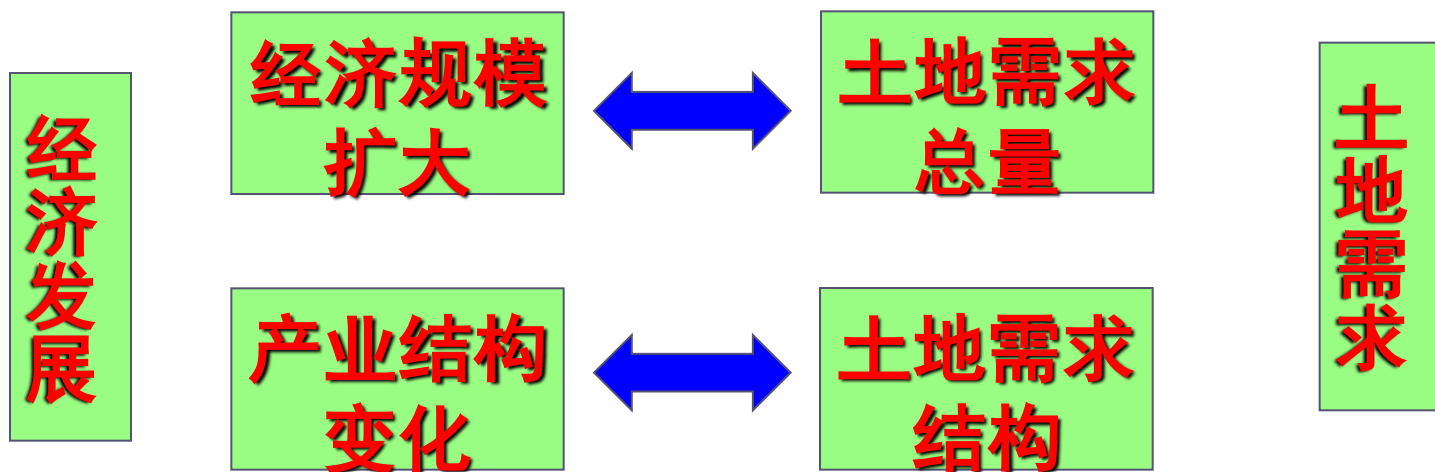 经济发展
经济规模
扩大
土地需求
总量
产业结构
变化
土地需求
结构
土地需求